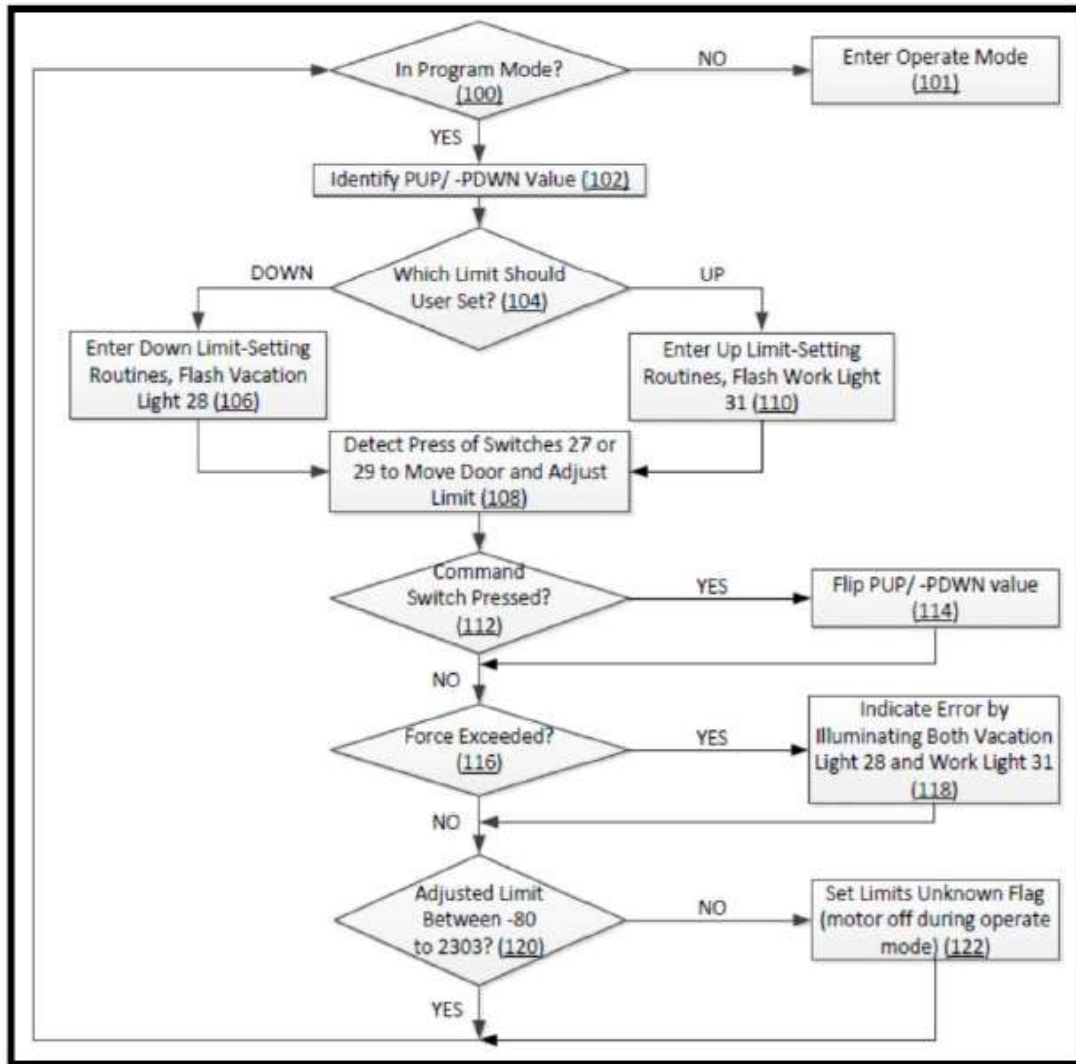 In Program Mode?
(100)
NO
Enter Operate Mode
(101)
YES
Identify PUP/ -PDWN Value (102)
DOWN
Which Limit Should
User Set? (104)
UP
Enter Down Limit-Setting
Routines, Flash Vacation
Light 28 (106)
Enter Up Limit-Setting
Routines, Flash Work Light
31 (110)
Detect Press of Switches 27 or
29 to Move Door and Adjust
Limit (108)
Command
Switch Pressed?
(112)
YES
Flip PUP/ -PDWN value
(114)
NO
Force Exceeded?
(116)
YES
Indicate Error by
Illuminating Both Vacation
Light 28 and Work Light 31
(118)
NO
Adjusted Limit
Between -80
to 2303? (120)
NO
Set Limits Unknown Flag
(motor off during operate
mode) (122)
YES